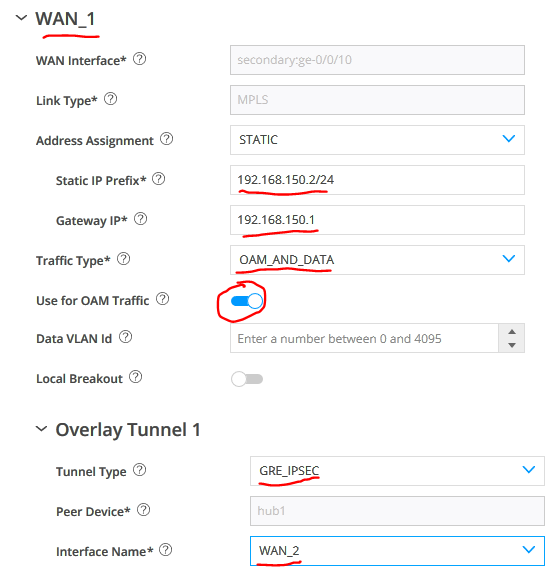 WAN_1
WAN Interface* secondary:ge-0/0/10
Link Type* MPLS
Address Assignment STATIC
Static IP Prefix* 192.168.150.2/24
Gateway IP* 192.168.150.1
Traffic Type* OAM_AND_DATA
Use for OAM Traffic
Data VLAN Id Enter a number between 0 and 4095
Local Breakout
Overlay Tunnel 1
Tunnel Type GRE_IPSEC
Peer Device* hub1
Interface Name* WAN_2